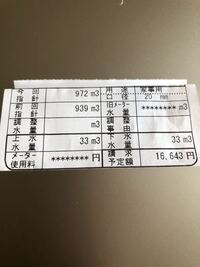 今回指針 972 m3 用途 家事用
口径 20 mm
前回指針 939 m3 旧メーター水量 ******** m3
調整水量 m3 調整事由
上水水量 33 m3 下水水量 33 m3
メーター使用料 ******** 円 請求予定額 16,643 円